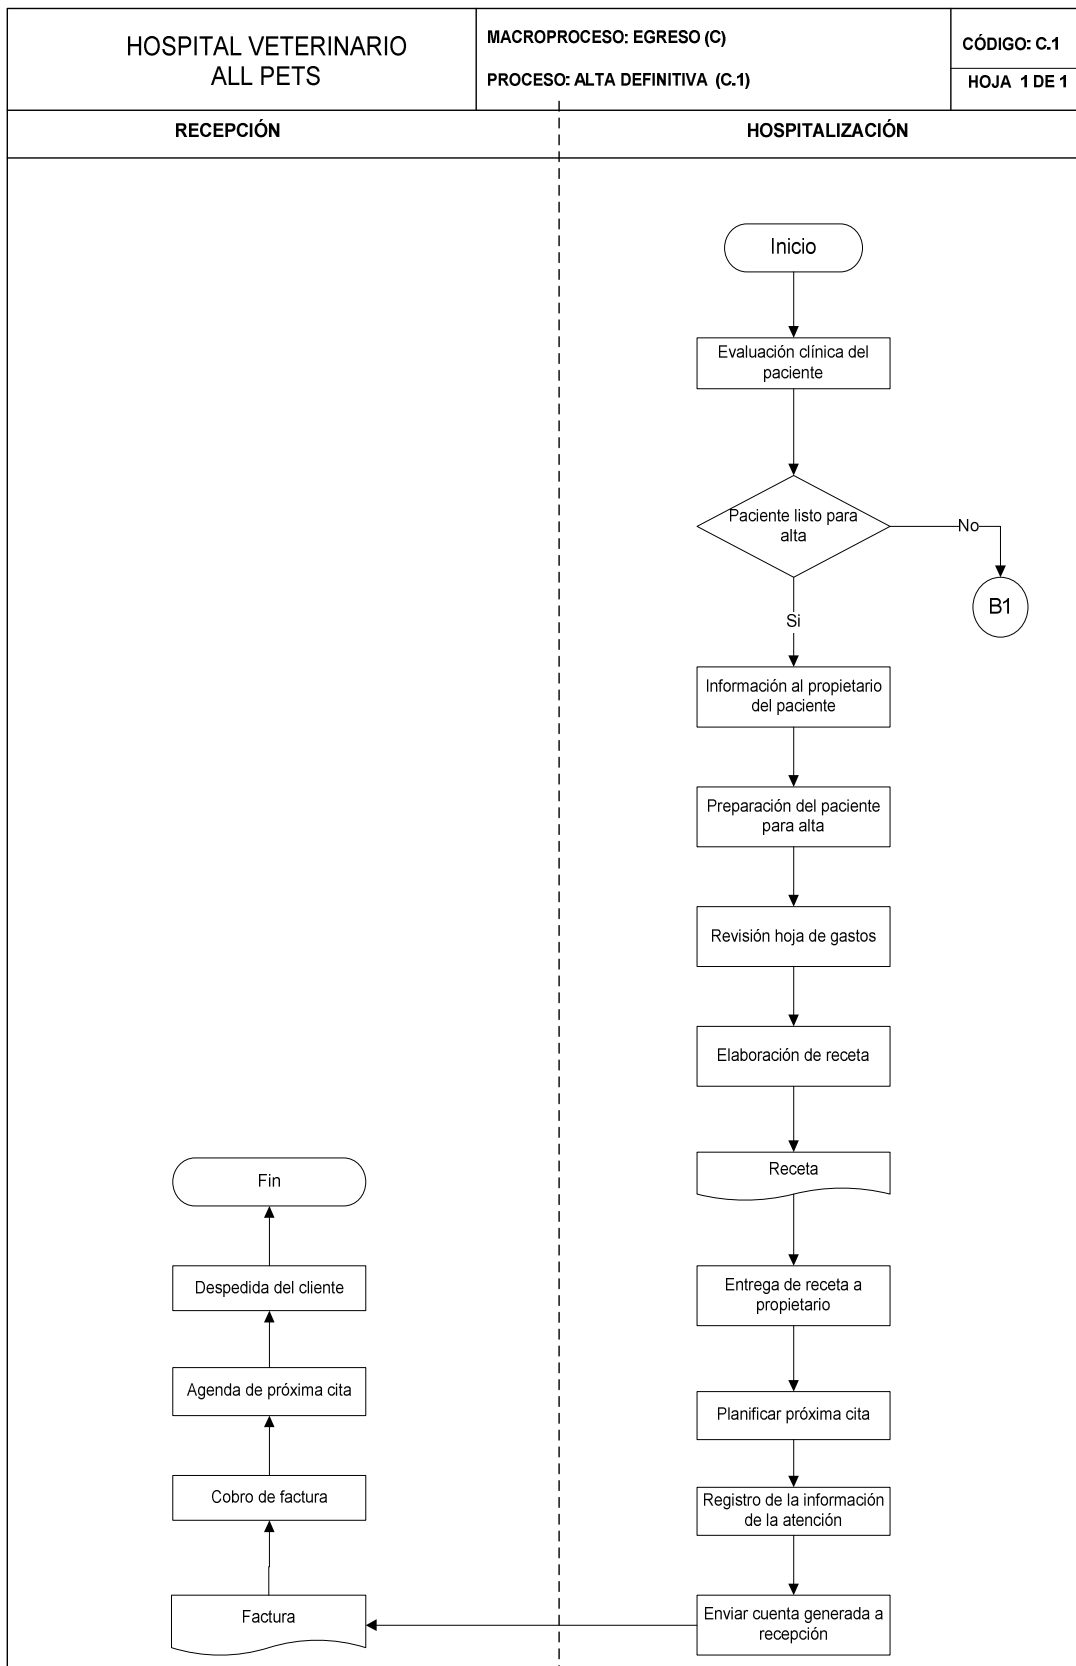 HOSPITAL VETERINARIO
ALL PETS
MACROPROCESO: EGRESO (C)
PROCESO: ALTA DEFINITIVA (C.1)
CÓDIGO: C.1
HOJA 1 DE 1
RECEPCIÓN
HOSPITALIZACIÓN
Inicio
Evaluación clínica del
paciente
Paciente listo para
alta
No
B1
Si
Información al propietario
del paciente
Preparación del paciente
para alta
Revisión hoja de gastos
Elaboración de receta
Receta
Entrega de receta a
propietario
Planificar próxima cita
Registro de la información
de la atención
Enviar cuenta generada a
recepción
Factura
Cobro de factura
Agenda de próxima cita
Despedida del cliente
Fin